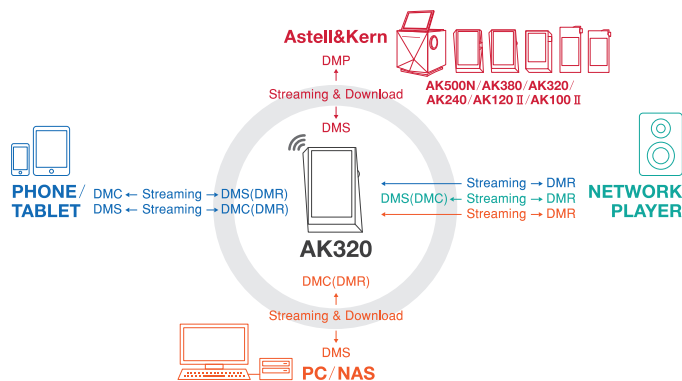 Astell&Kern
DMP
Streaming & Download
DMS
AK500N/AK380/AK320/
AK240/AK120 II/AK100 II
PHONE/
TABLET
DMC ← Streaming → DMS(DMR)
DMS ← Streaming → DMC(DMR)
AK320
Streaming → DMR
DMS(DMC) ← Streaming → DMR
Streaming → DMR
NETWORK
PLAYER
DMC(DMR)
Streaming & Download
DMS
PC/NAS